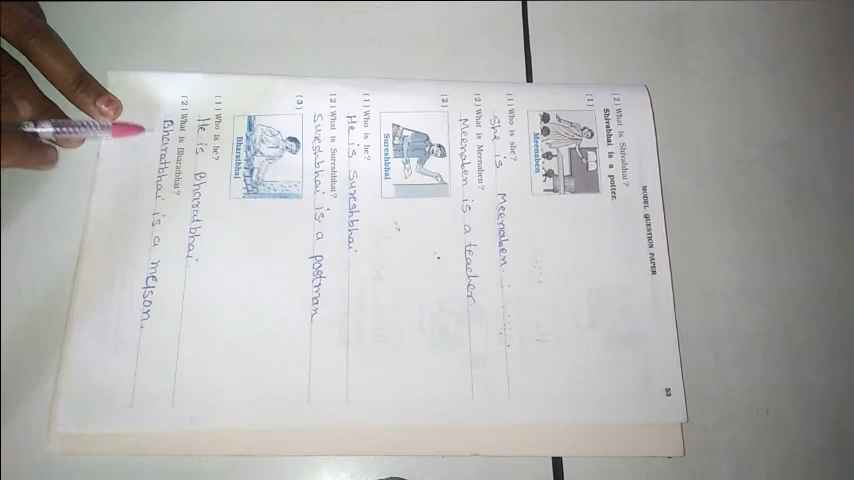 MODEL QUESTION PAPER 53
(2) What is Shivabhai?
Shivabhai is a potter.
(1)
Meenaben
(1) Who is she?
She is Meenaben.
(2) What is Meenaben?
Meenaben is a teacher
(2)
Sureshbhai
(1) Who is he?
He is Sureshbhai
(2) What is Sureshbhai?
Sureshbhai is a postman
(3)
Bharatbhai
(1) Who is he?
He is Bharatbhai.
(2) What is Bharatbhai?
Bharatbhai is a meison.